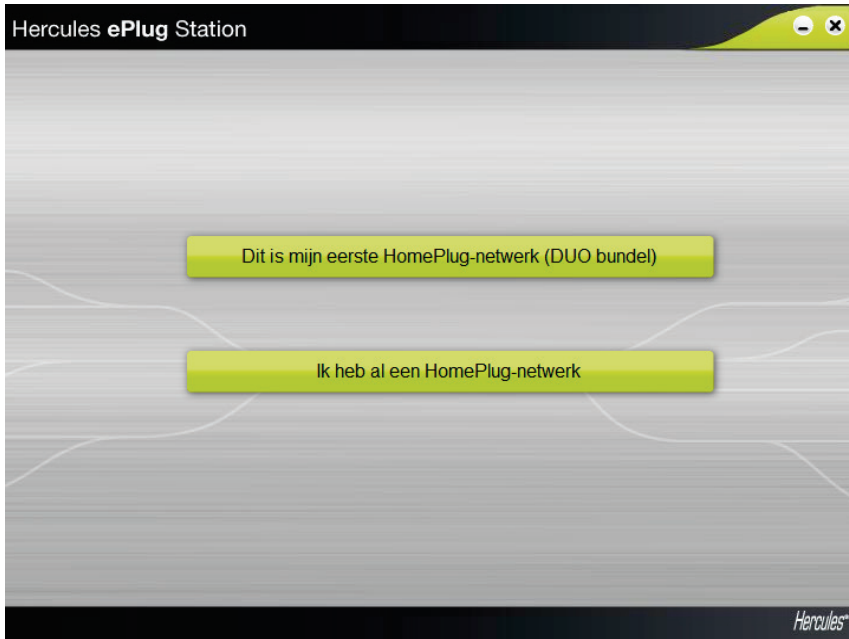 Hercules ePlug Station
Dit is mijn eerste HomePlug-netwerk (DUO bundel)
Ik heb al een HomePlug-netwerk
Hercules